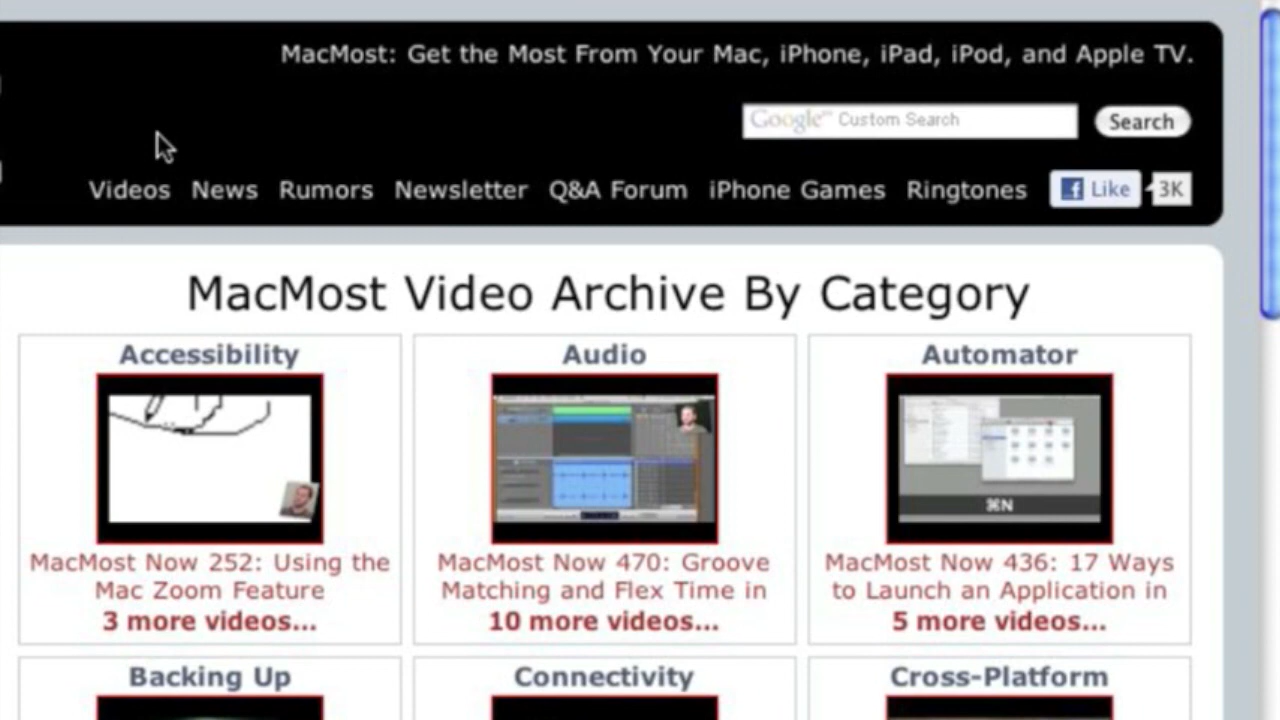 MacMost: Get the Most From Your Mac, iPhone, iPad, iPod, and Apple TV.
Google™ Custom Search
Search
Videos News Rumors Newsletter Q&A Forum iPhone Games Ringtones Like 3K
MacMost Video Archive By Category
Accessibility
MacMost Now 252: Using the
Mac Zoom Feature
3 more videos...
Audio
MacMost Now 470: Groove
Matching and Flex Time in
10 more videos...
Automator
⌘N
MacMost Now 436: 17 Ways
to Launch an Application in
5 more videos...
Backing Up
Connectivity
Cross-Platform